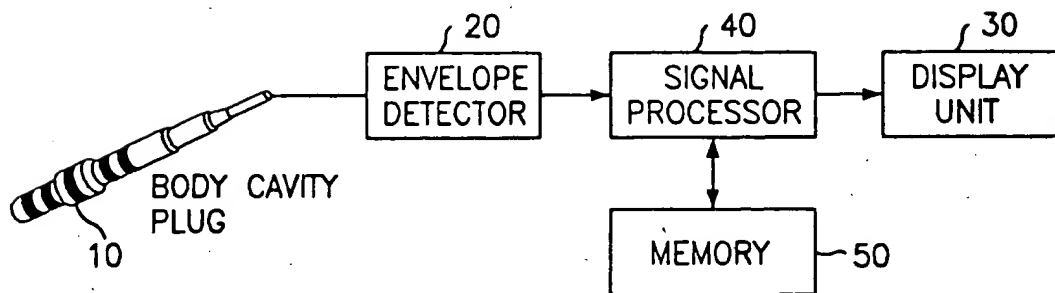 20
40
30
ENVELOPE
DETECTOR
SIGNAL
PROCESSOR
DISPLAY
UNIT
BODY CAVITY
PLUG
10
MEMORY
50